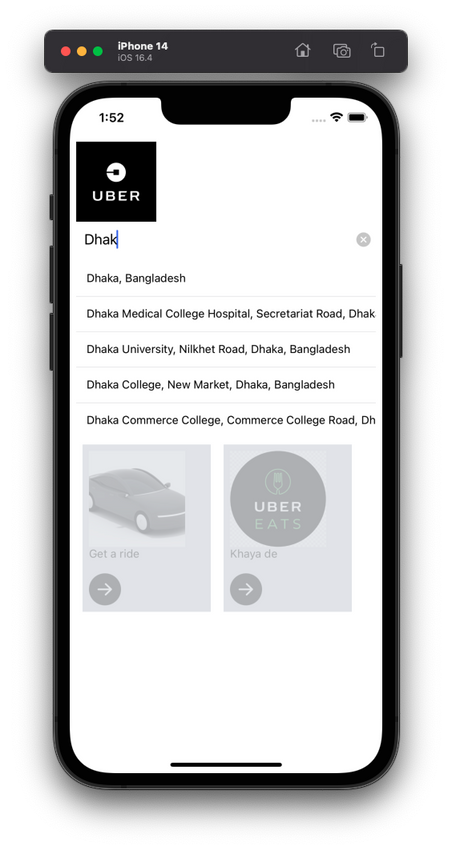 iPhone 14
iOS 16.4
1:52
UBER
Dhak
Dhaka, Bangladesh
Dhaka Medical College Hospital, Secretariat Road, Dhak
Dhaka University, Nilkhet Road, Dhaka, Bangladesh
Dhaka College, New Market, Dhaka, Bangladesh
Dhaka Commerce College, Commerce College Road, Dh
UBER
EATS
Get a ride
Khaya de